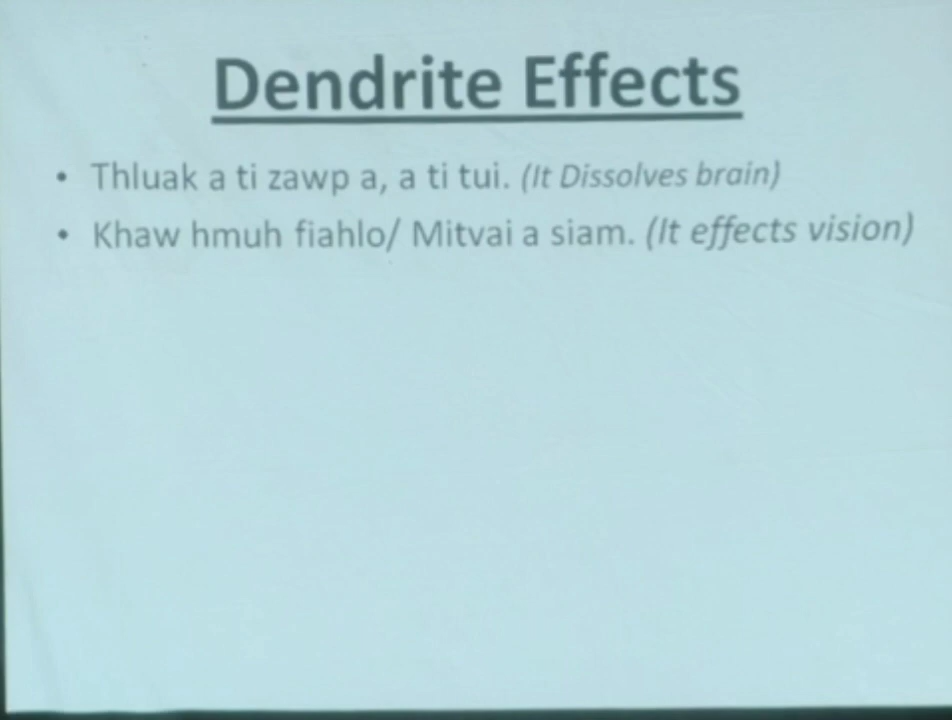 Dendrite Effects
• Thluak a ti zawp a, a ti tui. (It Dissolves brain)
• Khaw hmuh fiahlo/ Mitvai a siam. (It effects vision)